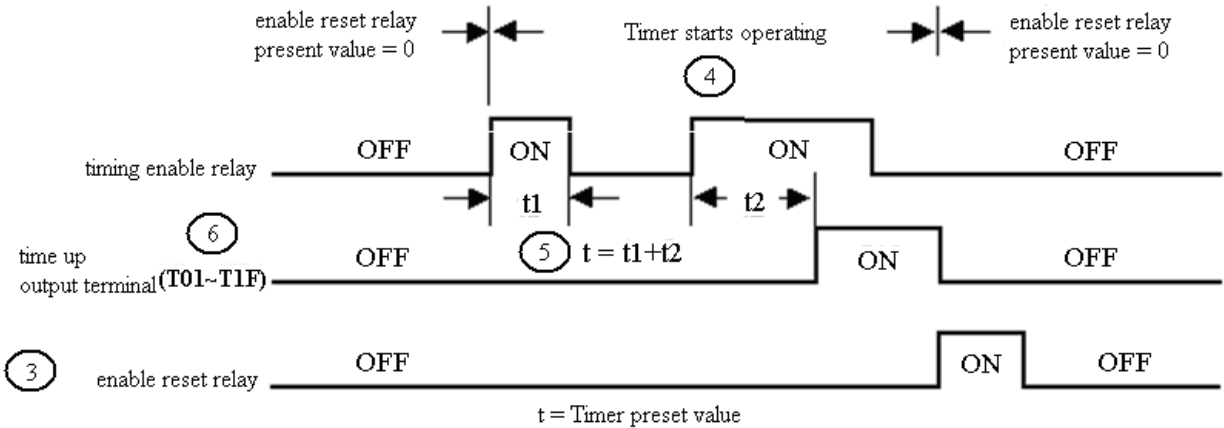 enable reset relay
present value = 0
Timer starts operating
enable reset relay
present value = 0
4
timing enable relay
OFF
ON
ON
OFF
t1
t2
6
5
t = t1+t2
time up
output terminal(T01~T1F)
OFF
ON
OFF
3
enable reset relay
OFF
ON
OFF
t = Timer preset value